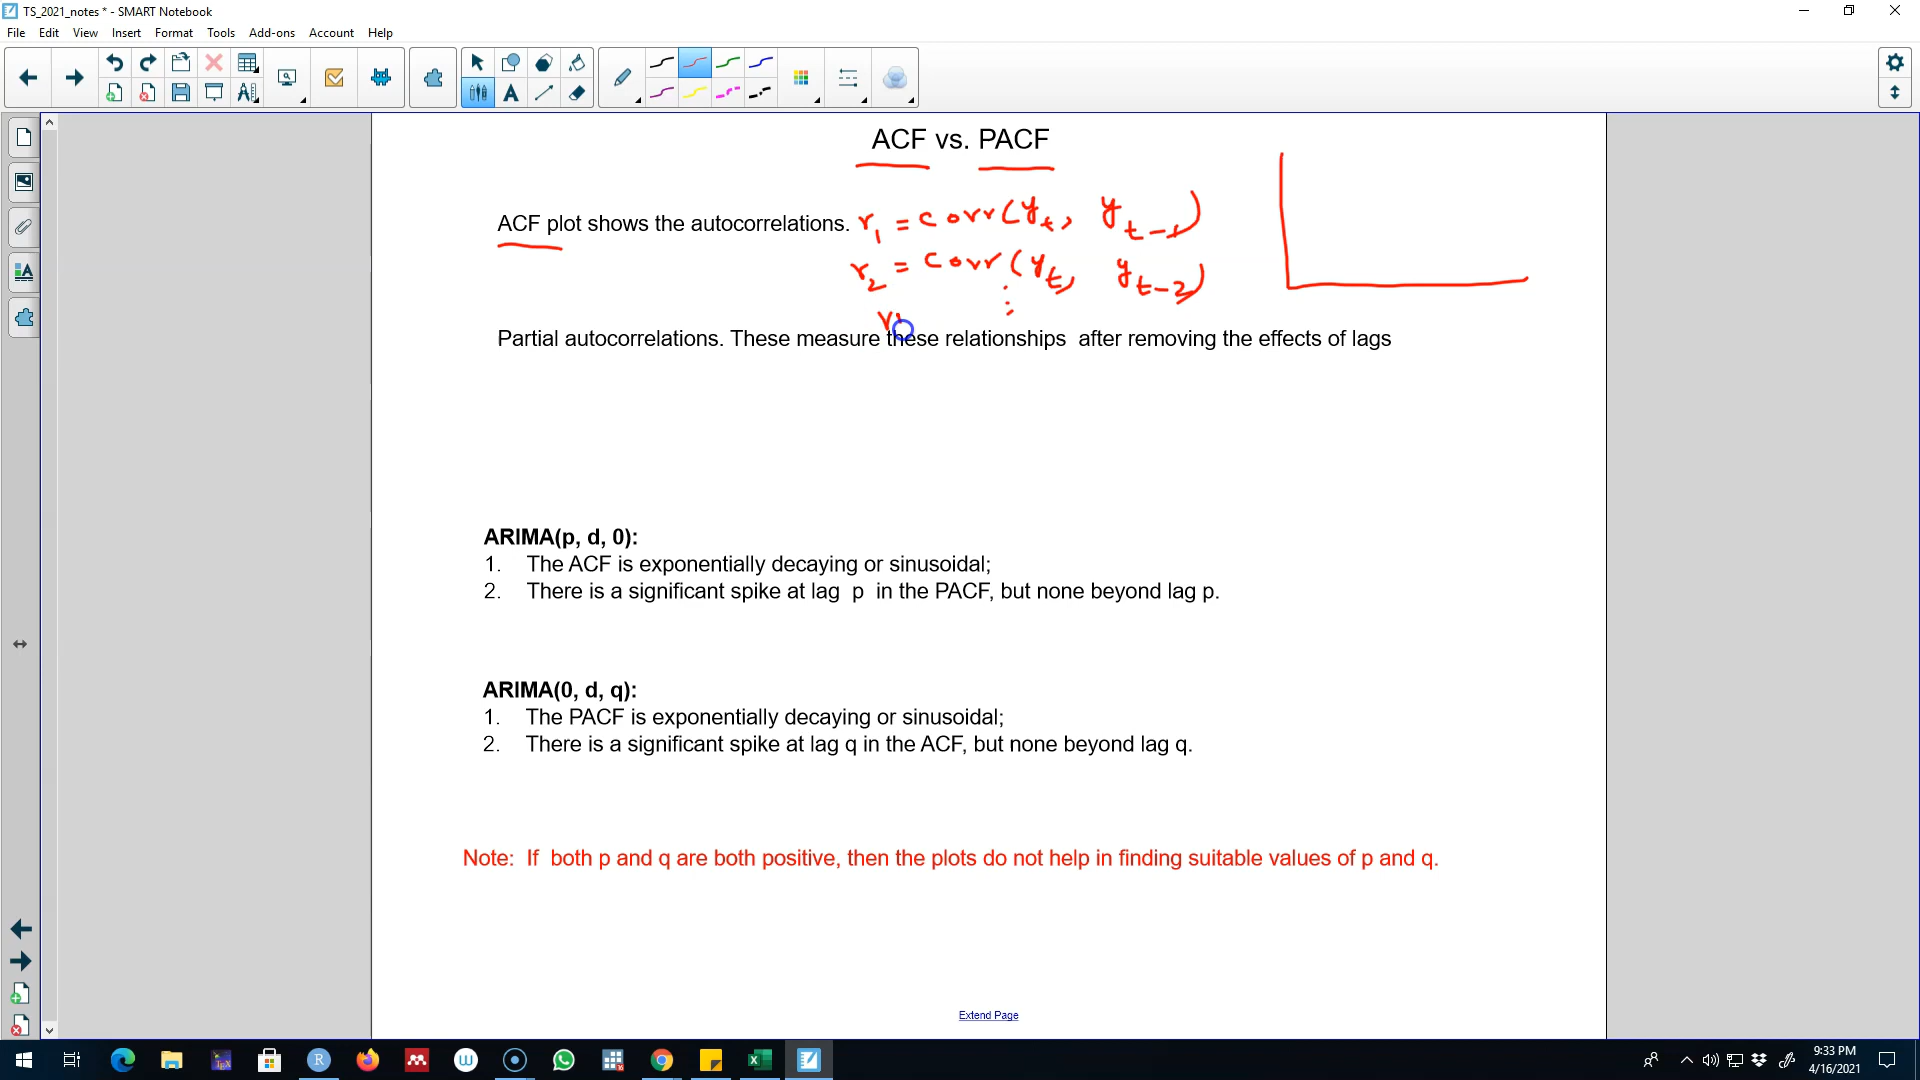 TS_2021_notes * - SMART Notebook
File Edit View Insert Format Tools Add-ons Account Help
ACF vs. PACF
ACF plot shows the autocorrelations. r1 = corr(yt, yt-1)
r2 = corr(yt, yt-2)
⋮
Partial autocorrelations. These measure these relationships after removing the effects of lags
ARIMA(p, d, 0):
1. The ACF is exponentially decaying or sinusoidal;
2. There is a significant spike at lag p in the PACF, but none beyond lag p.
ARIMA(0, d, q):
1. The PACF is exponentially decaying or sinusoidal;
2. There is a significant spike at lag q in the ACF, but none beyond lag q.
Note: If both p and q are both positive, then the plots do not help in finding suitable values of p and q.
Extend Page
9:33 PM
4/16/2021